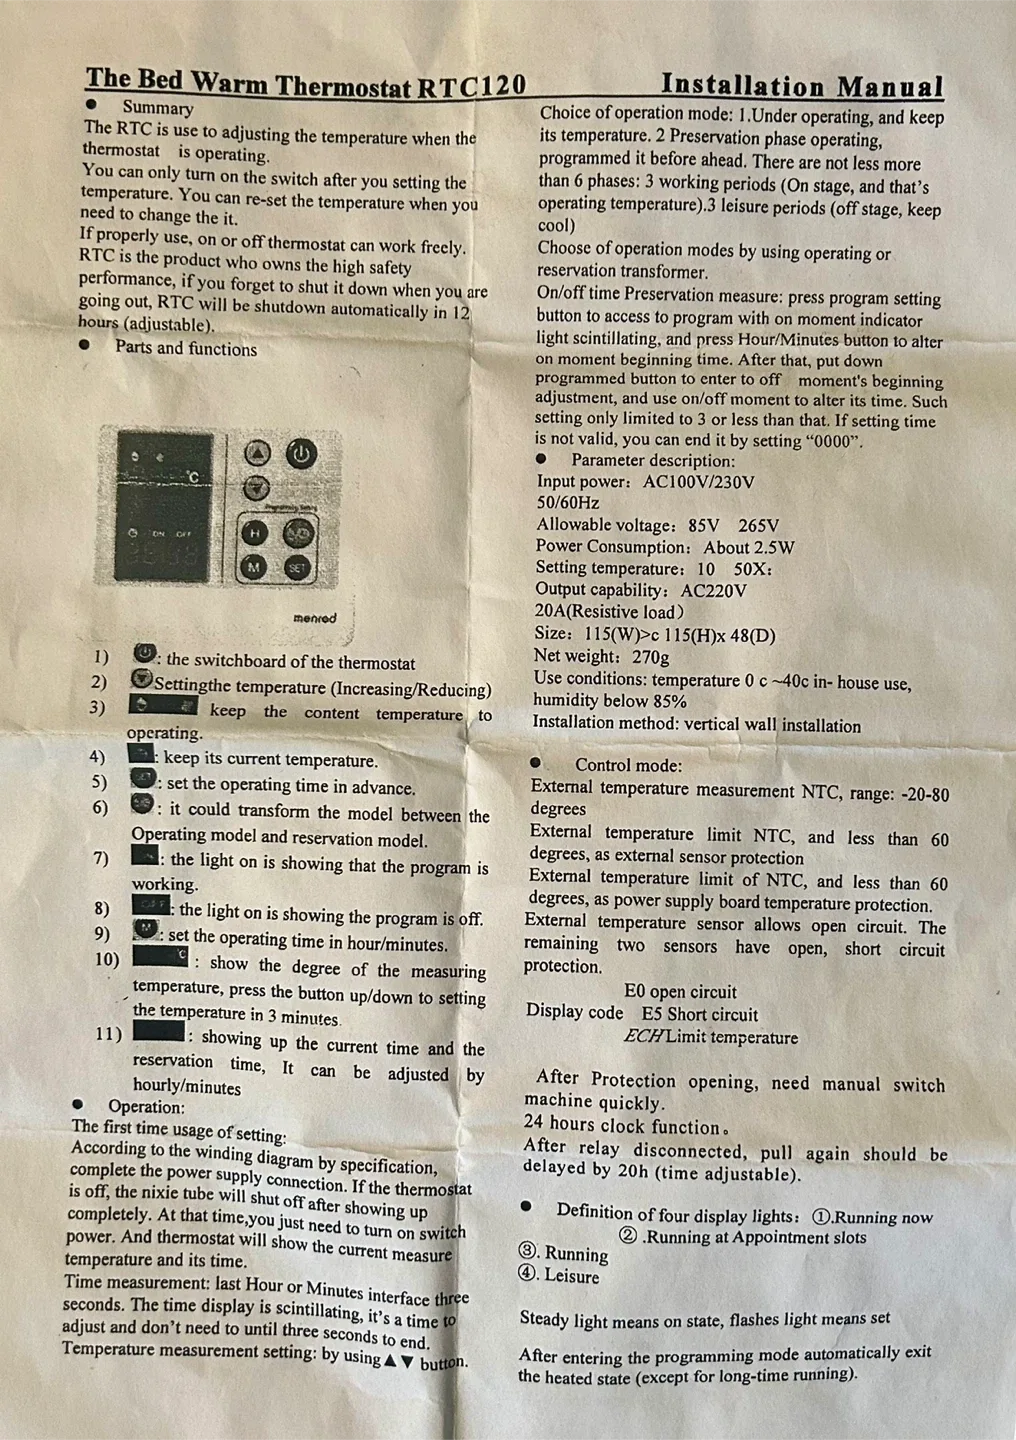 The Bed Warm Thermostat RTC120 Installation Manual
● Summary
The RTC is use to adjusting the temperature when the
thermostat is operating.
You can only turn on the switch after you setting the
temperature. You can re-set the temperature when you
need to change the it.
If properly use, on or off thermostat can work freely.
RTC is the product who owns the high safety
performance, if you forget to shut it down when you are
going out, RTC will be shutdown automatically in 12
hours (adjustable).
● Parts and functions
°C
Programming Setting
ON OFF
H
M SET
menred
1) : the switchboard of the thermostat
2) Settingthe temperature (Increasing/Reducing)
3) keep the content temperature to
operating.
4) : keep its current temperature.
5) : set the operating time in advance.
6) : it could transform the model between the
Operating model and reservation model.
7) : the light on is showing that the program is
working.
8) OFF : the light on is showing the program is off.
9) M : set the operating time in hour/minutes.
10) °C : show the degree of the measuring
temperature, press the button up/down to setting
the temperature in 3 minutes.
11) : showing up the current time and the
reservation time, It can be adjusted by
hourly/minutes
● Operation:
The first time usage of setting:
According to the winding diagram by specification,
complete the power supply connection. If the thermostat
is off, the nixie tube will shut off after showing up
completely. At that time,you just need to turn on switch
power. And thermostat will show the current measure
temperature and its time.
Time measurement: last Hour or Minutes interface three
seconds. The time display is scintillating, it's a time to
adjust and don't need to until three seconds to end.
Temperature measurement setting: by using ▲ ▼ button.
Choice of operation mode: 1.Under operating, and keep
its temperature. 2 Preservation phase operating,
programmed it before ahead. There are not less more
than 6 phases: 3 working periods (On stage, and that's
operating temperature).3 leisure periods (off stage, keep
cool)
Choose of operation modes by using operating or
reservation transformer.
On/off time Preservation measure: press program setting
button to access to program with on moment indicator
light scintillating, and press Hour/Minutes button to alter
on moment beginning time. After that, put down
programmed button to enter to off moment's beginning
adjustment, and use on/off moment to alter its time. Such
setting only limited to 3 or less than that. If setting time
is not valid, you can end it by setting “0000”.
● Parameter description:
Input power: AC100V/230V
50/60Hz
Allowable voltage: 85V 265V
Power Consumption: About 2.5W
Setting temperature: 10 50X:
Output capability: AC220V
20A(Resistive load)
Size: 115(W)>c 115(H)x 48(D)
Net weight: 270g
Use conditions: temperature 0 c ~40c in- house use,
humidity below 85%
Installation method: vertical wall installation
● Control mode:
External temperature measurement NTC, range: -20-80
degrees
External temperature limit NTC, and less than 60
degrees, as external sensor protection
External temperature limit of NTC, and less than 60
degrees, as power supply board temperature protection.
External temperature sensor allows open circuit. The
remaining two sensors have open, short circuit
protection.
E0 open circuit
Display code E5 Short circuit
ECH Limit temperature
After Protection opening, need manual switch
machine quickly.
24 hours clock function。
After relay disconnected, pull again should be
delayed by 20h (time adjustable).
● Definition of four display lights: ①.Running now
② .Running at Appointment slots
③. Running
④. Leisure
Steady light means on state, flashes light means set
After entering the programming mode automatically exit
the heated state (except for long-time running).